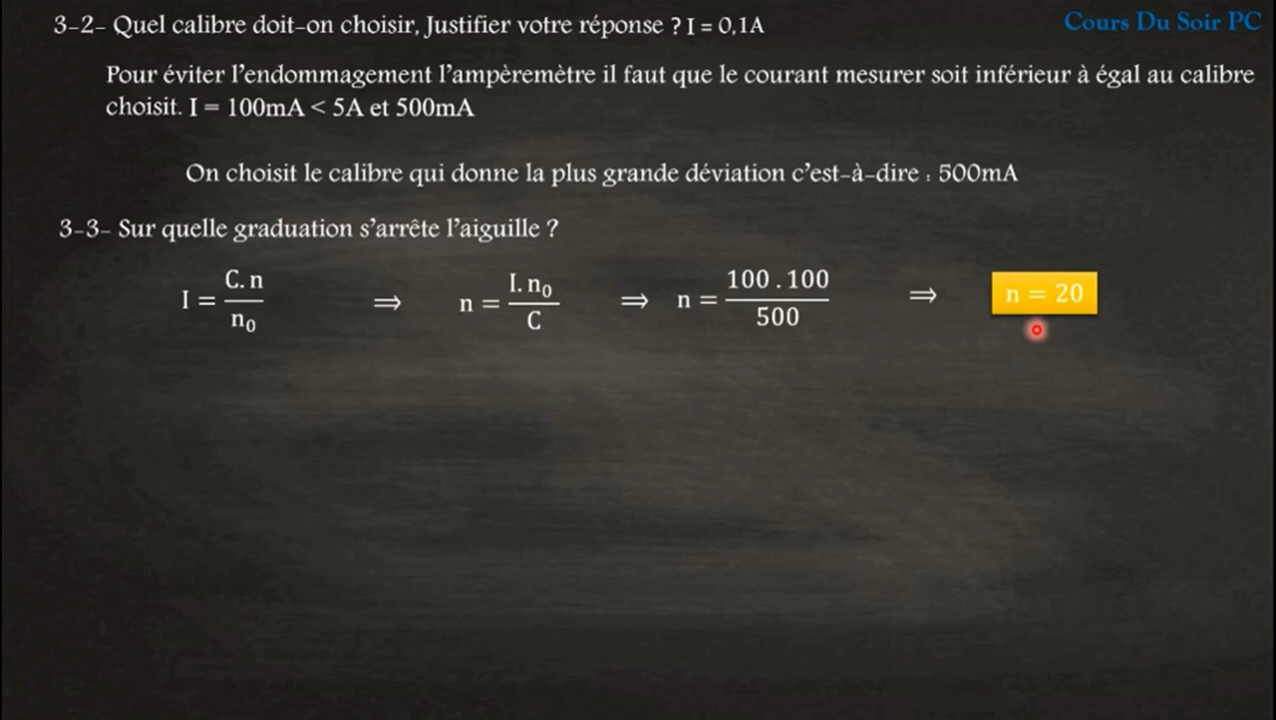 3-2- Quel calibre doit-on choisir, Justifier votre réponse ? I = 0,1A
Cours Du Soir PC
Pour éviter l'endommagement l'ampèremètre il faut que le courant mesurer soit inférieur à égal au calibre
choisit. I = 100mA < 5A et 500mA
On choisit le calibre qui donne la plus grande déviation c'est-à-dire : 500mA
3-3- Sur quelle graduation s'arrête l'aiguille ?
I = C. n / n₀ ⇒ n = I. n₀ / C ⇒ n = 100 . 100 / 500 ⇒ n = 20